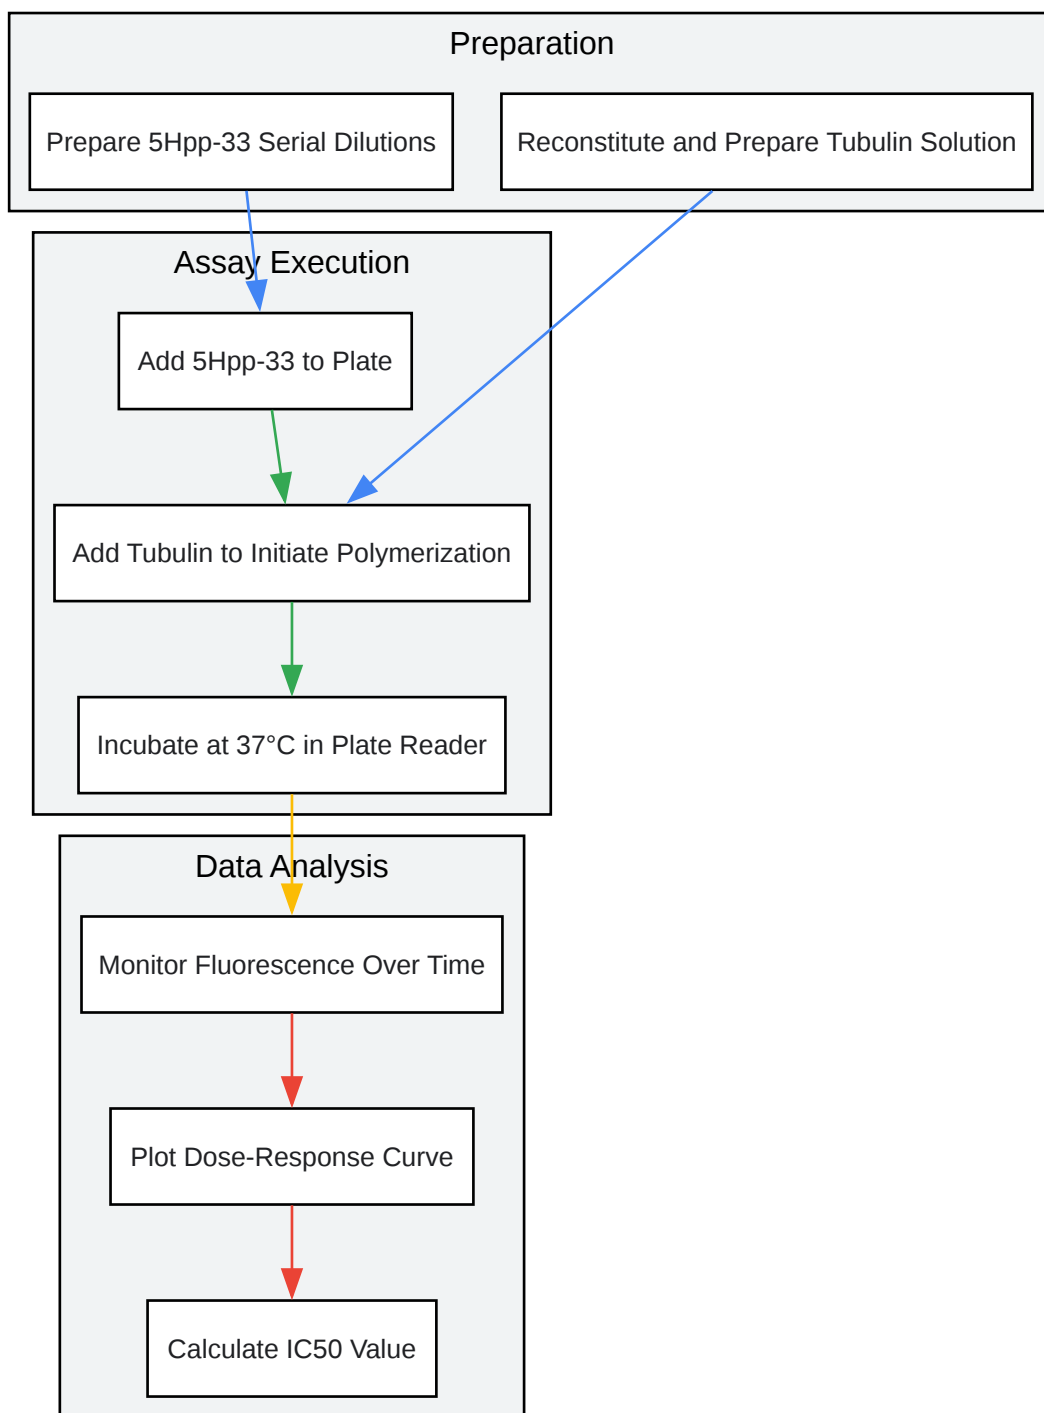 Preparation
Prepare 5Hpp-33 Serial Dilutions
Reconstitute and Prepare Tubulin Solution
Assay Execution
Add 5Hpp-33 to Plate
Add Tubulin to Initiate Polymerization
Incubate at 37°C in Plate Reader
Data Analysis
Monitor Fluorescence Over Time
Plot Dose-Response Curve
Calculate IC50 Value